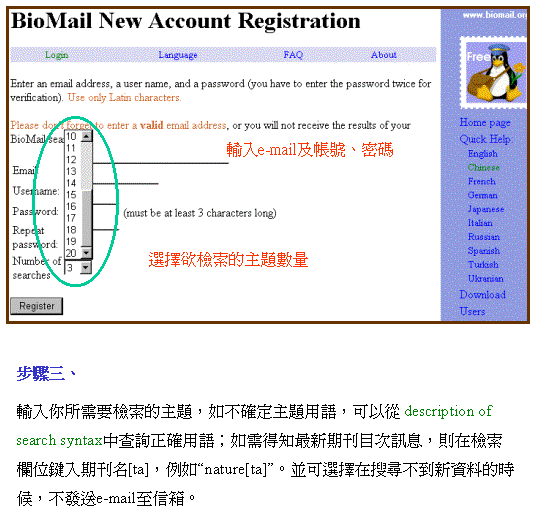 BioMail New Account Registration
www.biomail.or
Login Language FAQ About
Free
Enter an email address, a user name, and a password (you have to enter the password twice for
verification). Use only Latin characters.
Please don't forget to enter a valid email address, or you will not receive the results of your
BioMail sea
輸入e-mail及帳號、密碼
Email
Username:
Password: (must be at least 3 characters long)
Repeat
password:
選擇欲檢索的主題數量
Number of
searches
10
11
12
13
14
15
16
17
18
19
20
3
Register
Home page
Quick Help
English
Chinese
French
German
Japanese
Italian
Russian
Spanish
Turkish
Ukranian
Download
Users
步驟三、
輸入你所需要檢索的主題，如不確定主題用語，可以從 description of
search syntax中查詢正確用語；如需得知最新期刊目次訊息，則在檢索
欄位鍵入期刊名[ta]，例如“nature[ta]”。並可選擇在搜尋不到新資料的時
候，不發送e-mail至信箱。